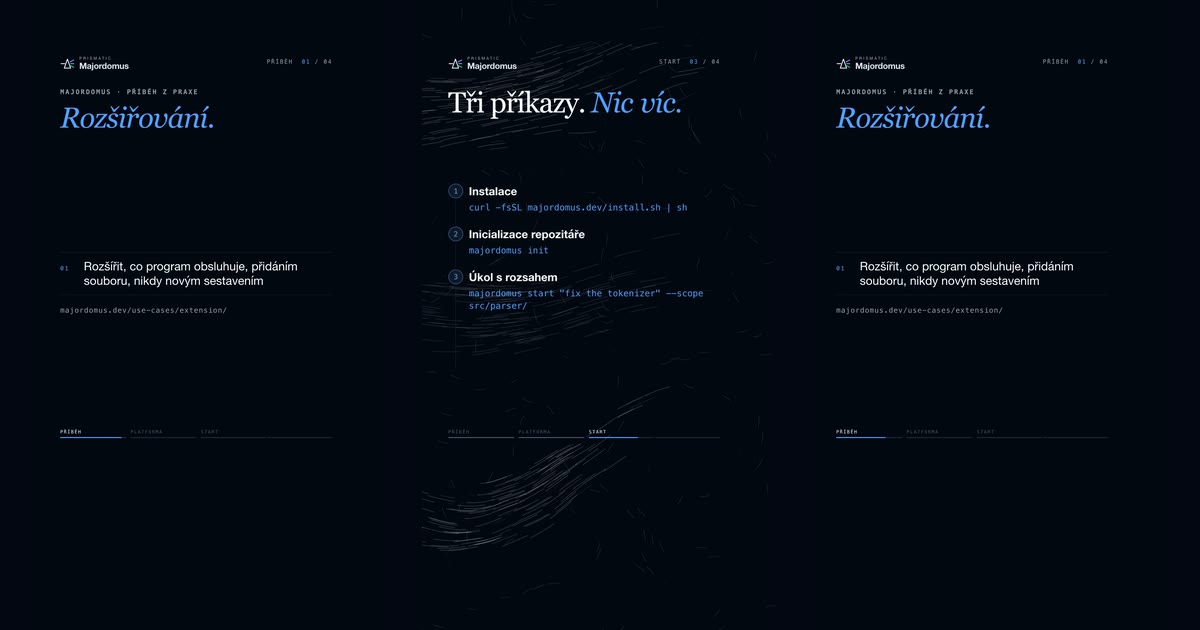 PRISMATIC
Majordomus
PŘÍBĚH 01 / 04
MAJORDOMUS · PŘÍBĚH Z PRAXE
Rozšiřování.
01 Rozšířit, co program obsluhuje, přidáním
souboru, nikdy novým sestavením
majordomus.dev/use-cases/extension/
PŘÍBĚH PLATFORMA START
PRISMATIC
Majordomus
START 03 / 04
Tři příkazy. Nic víc.
1 Instalace
curl -fsSL majordomus.dev/install.sh | sh
2 Inicializace repozitáře
majordomus init
3 Úkol s rozsahem
majordomus start "fix the tokenizer" --scope
src/parser/
PŘÍBĚH PLATFORMA START
PRISMATIC
Majordomus
PŘÍBĚH 01 / 04
MAJORDOMUS · PŘÍBĚH Z PRAXE
Rozšiřování.
01 Rozšířit, co program obsluhuje, přidáním
souboru, nikdy novým sestavením
majordomus.dev/use-cases/extension/
PŘÍBĚH PLATFORMA START